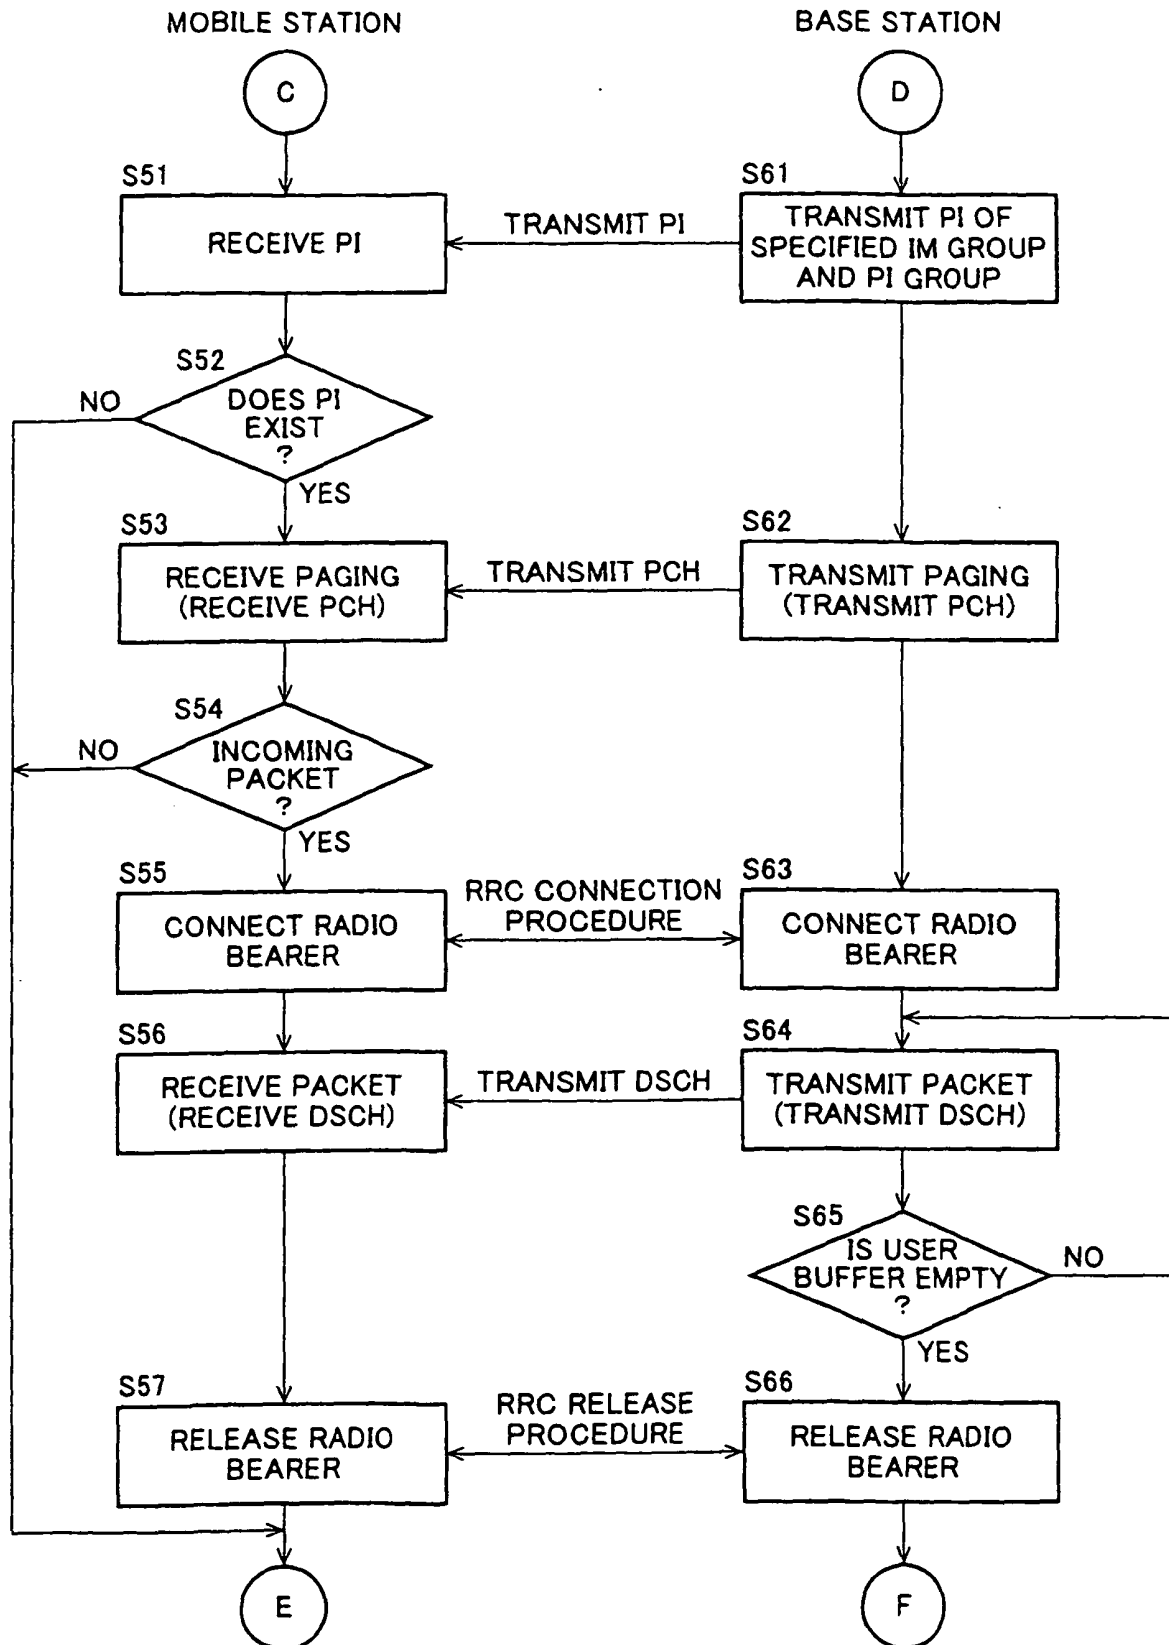 MOBILE STATION
BASE STATION
C
D
S51
S61
RECEIVE PI
TRANSMIT PI
TRANSMIT PI OF
SPECIFIED IM GROUP
AND PI GROUP
S52
NO
DOES PI
EXIST
?
YES
S53
S62
RECEIVE PAGING
(RECEIVE PCH)
TRANSMIT PCH
TRANSMIT PAGING
(TRANSMIT PCH)
S54
NO
INCOMING
PACKET
?
YES
S55
S63
CONNECT RADIO
BEARER
RRC CONNECTION
PROCEDURE
CONNECT RADIO
BEARER
S56
S64
RECEIVE PACKET
(RECEIVE DSCH)
TRANSMIT DSCH
TRANSMIT PACKET
(TRANSMIT DSCH)
S65
IS USER
BUFFER EMPTY
?
NO
YES
S57
S66
RELEASE RADIO
BEARER
RRC RELEASE
PROCEDURE
RELEASE RADIO
BEARER
E
F